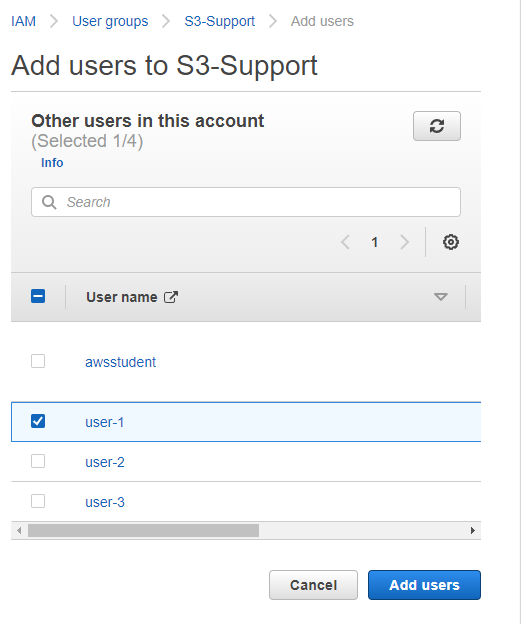 IAM User groups S3-Support Add users
Add users to S3-Support
Other users in this account
(Selected 1/4)
Info
Search
1
User name
awsstudent
user-1
user-2
user-3
Cancel Add users